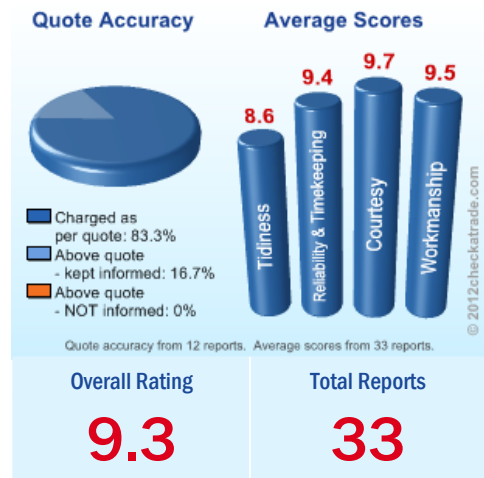 Quote Accuracy
Charged as
per quote: 83.3%
Above quote
- kept informed: 16.7%
Above quote
- NOT informed: 0%
Average Scores
8.6
9.4
9.7
9.5
Tidiness
Reliability & Timekeeping
Courtesy
Workmanship
© 2012checkatrade.com
Quote accuracy from 12 reports. Average scores from 33 reports.
Overall Rating
9.3
Total Reports
33